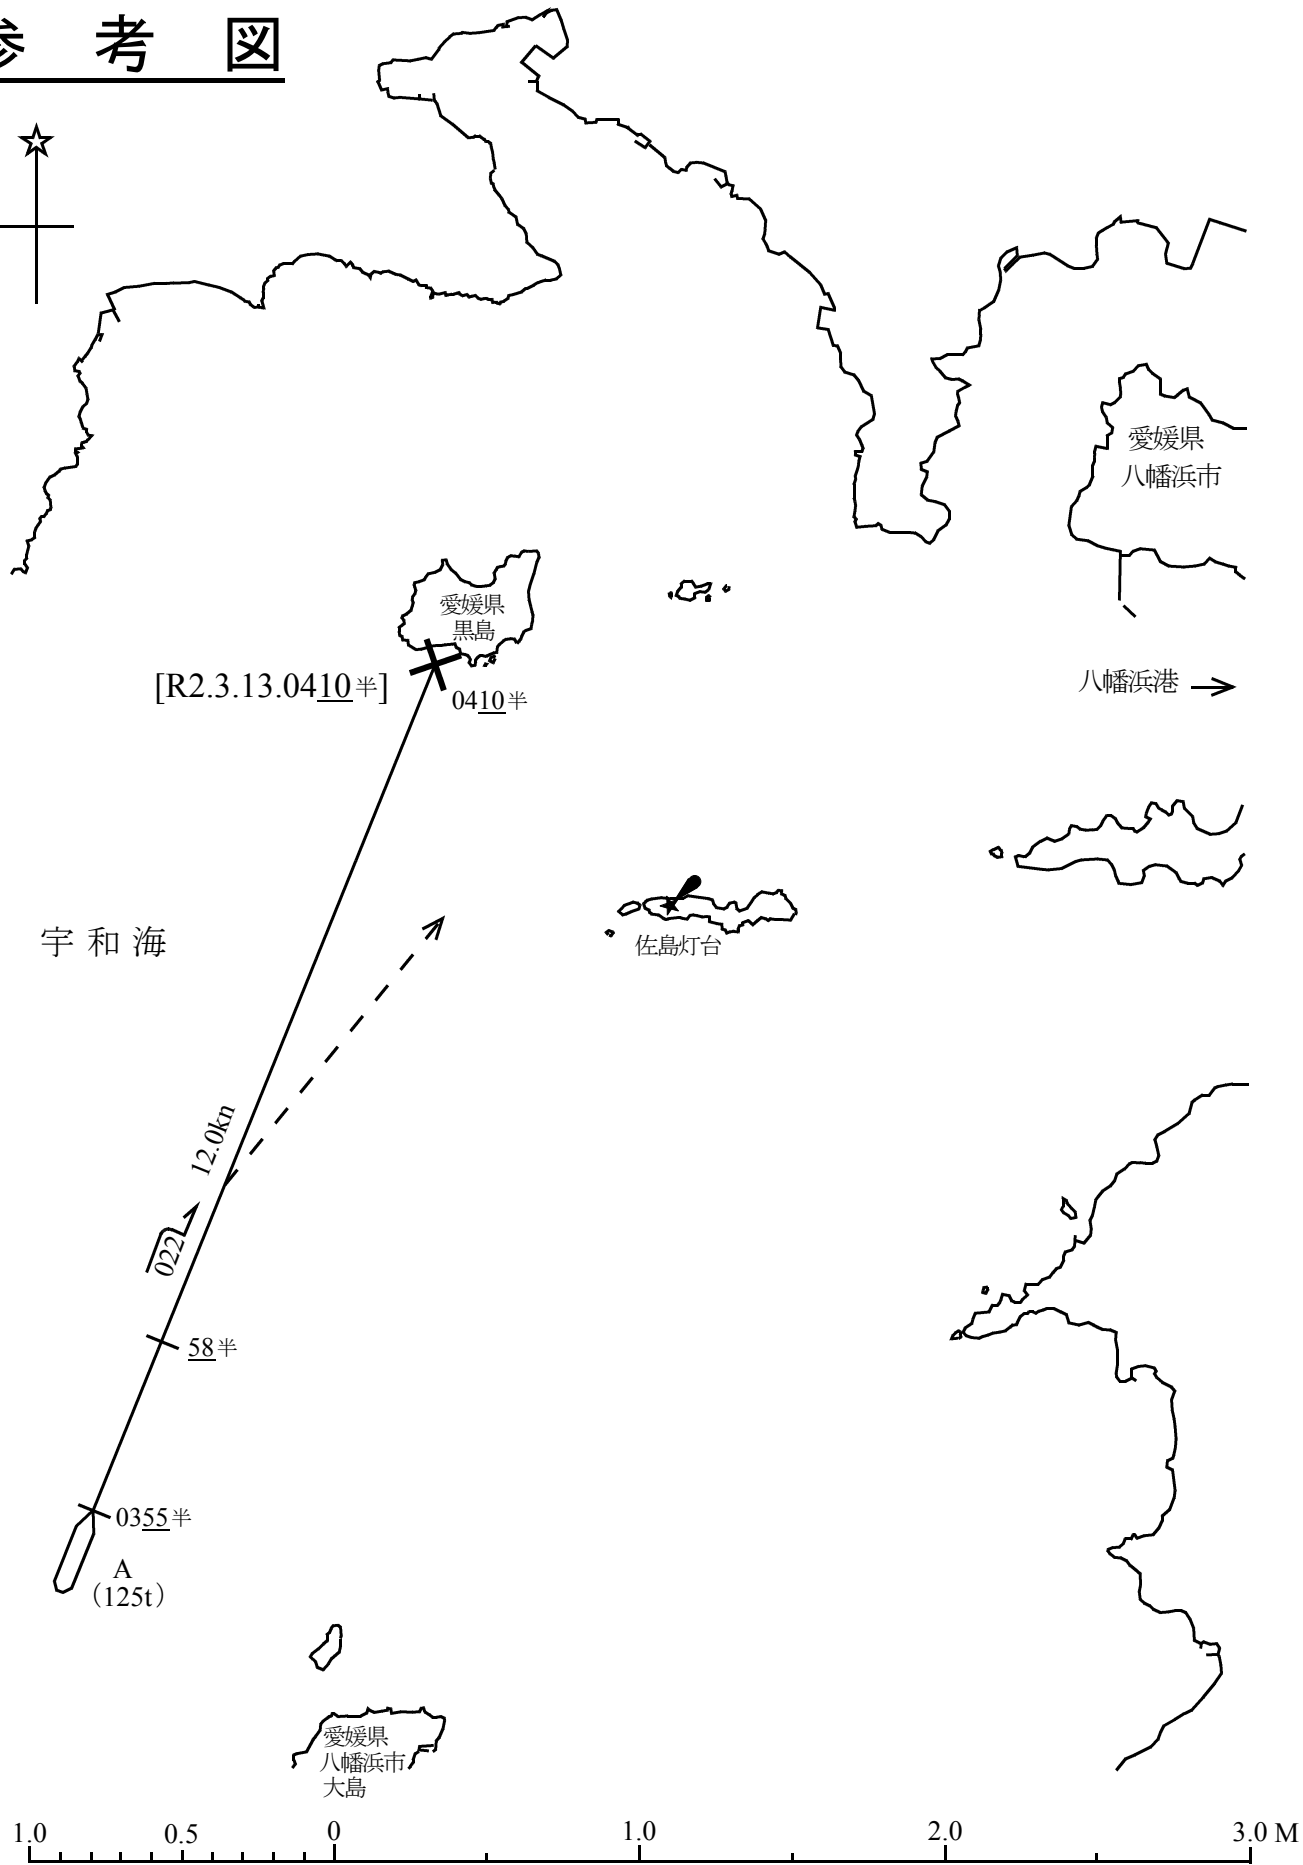 参考図
愛媛県
八幡浜市
愛媛県
黒島
[R2.3.13.0410半]
0410半
八幡浜港
宇和海
佐島灯台
12.0kn
022
58半
0355半
A
(125t)
愛媛県
八幡浜市
大島
1.0 0.5 0 1.0 2.0 3.0 M